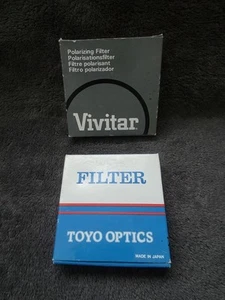 Polarizing Filter
Polarisationsfilter
Filtre polarisant
Filtro polarizador
Vivitar
FILTER
TOYO OPTICS
MADE IN JAPAN